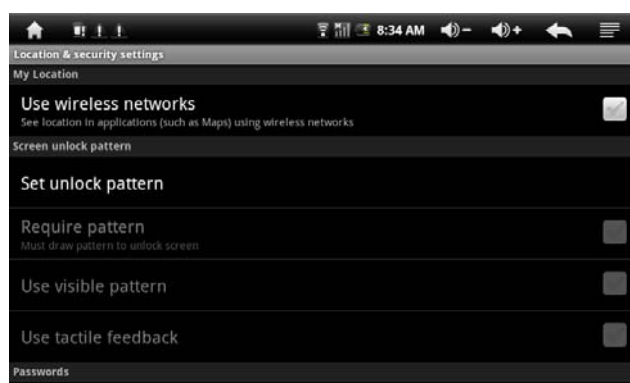 8:34 AM
Location & security settings
My Location
Use wireless networks
See location in applications (such as Maps) using wireless networks
Screen unlock pattern
Set unlock pattern
Require pattern
Must draw pattern to unlock screen
Use visible pattern
Use tactile feedback
Passwords